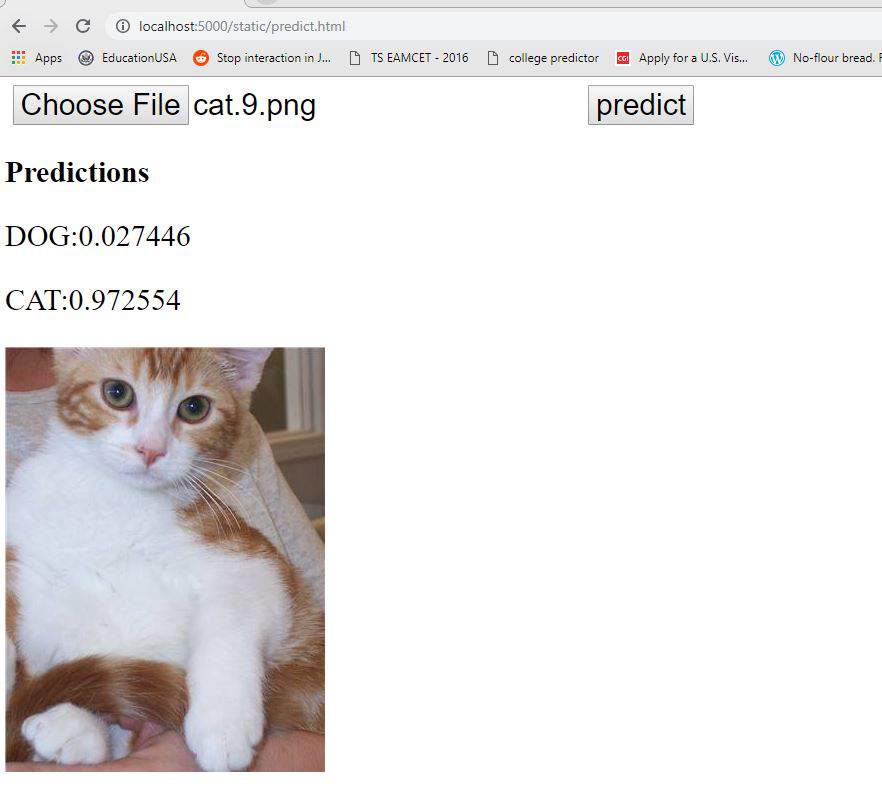 localhost:5000/static/predict.html
Apps EducationUSA Stop interaction in J... TS EAMCET - 2016 college predictor CGI Apply for a U.S. Vis... No-flour bread. F
Choose File cat.9.png predict
Predictions
DOG:0.027446
CAT:0.972554